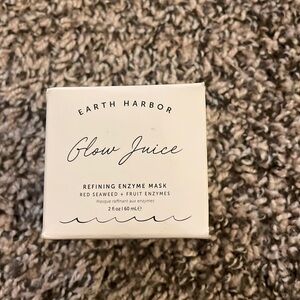 EARTH HARBOR
Glow Juice
REFINING ENZYME MASK
RED SEAWEED + FRUIT ENZYMES
Masque raffinant aux enzymes
2 fl oz | 60 mL ℮